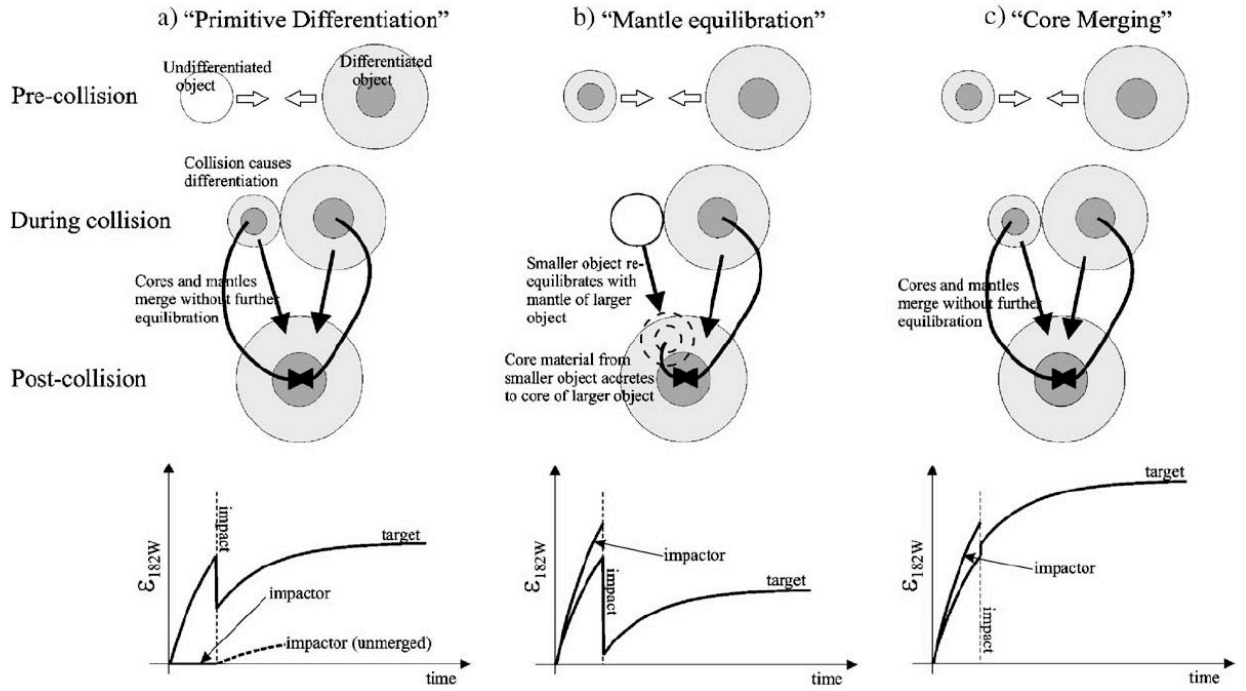 a) “Primitive Differentiation”
b) “Mantle equilibration”
c) “Core Merging”
Pre-collision
Undifferentiated
object
Differentiated
object
During collision
Collision causes
differentiation
Cores and mantles
merge without further
equilibration
Smaller object re-
equilibrates with
mantle of larger
object
Cores and mantles
merge without further
equilibration
Post-collision
Core material from
smaller object accretes
to core of larger object
ε182W
impact
target
impactor
impactor (unmerged)
time
ε182W
impactor
impact
target
time
ε182W
target
impactor
impact
time